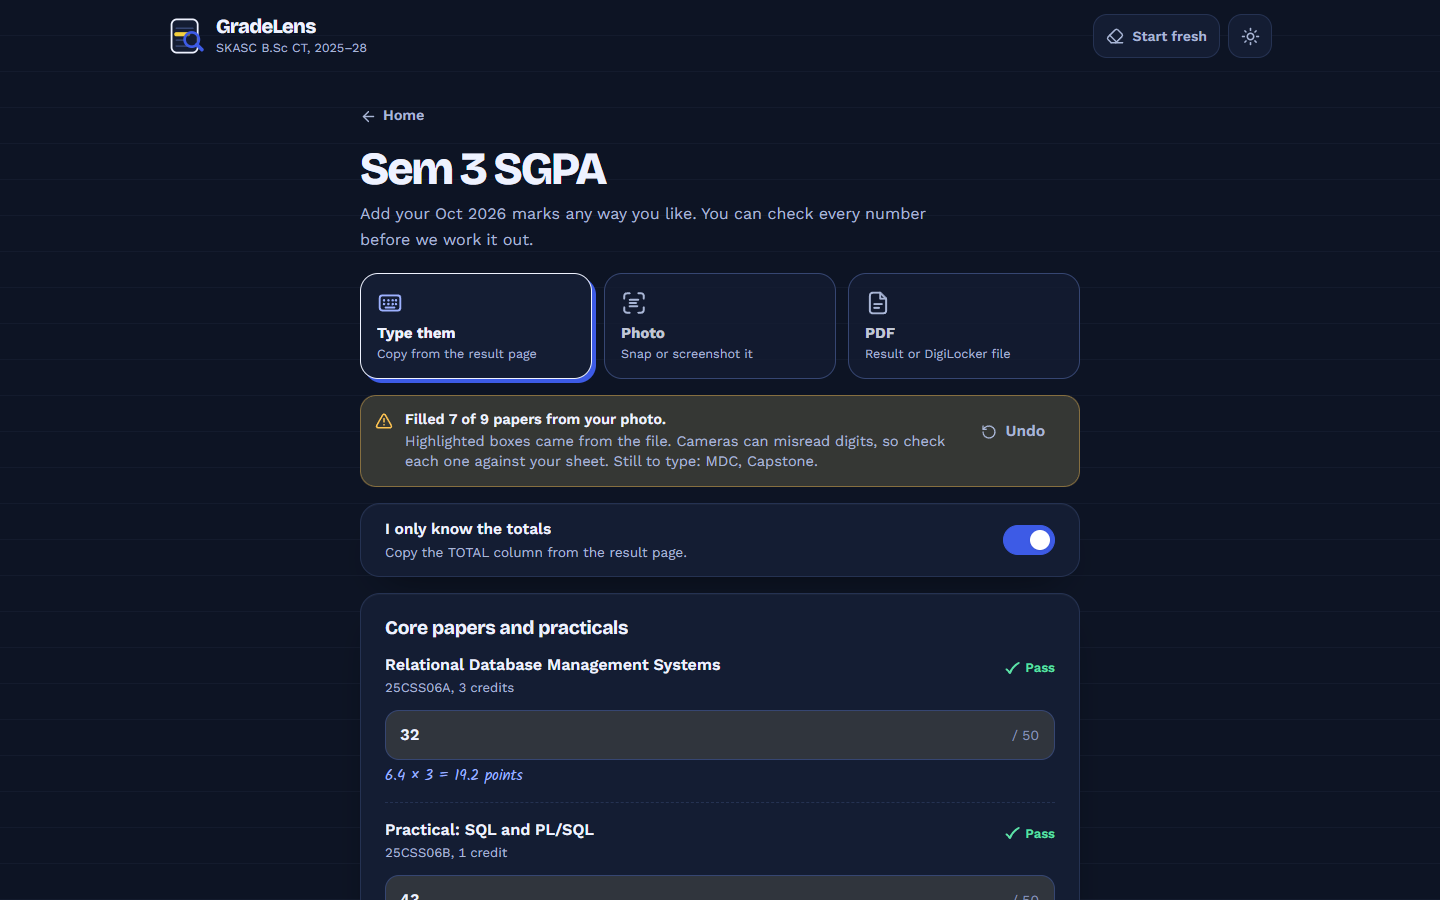 GradeLens
SKASC B.Sc CT, 2025–28
Start fresh
Home
Sem 3 SGPA
Add your Oct 2026 marks any way you like. You can check every number
before we work it out.
Type them
Copy from the result page
Photo
Snap or screenshot it
PDF
Result or DigiLocker file
Filled 7 of 9 papers from your photo.
Highlighted boxes came from the file. Cameras can misread digits, so check
each one against your sheet. Still to type: MDC, Capstone.
Undo
I only know the totals
Copy the TOTAL column from the result page.
Core papers and practicals
Relational Database Management Systems
Pass
25CSS06A, 3 credits
32
/ 50
6.4 × 3 = 19.2 points
Practical: SQL and PL/SQL
Pass
25CSS06B, 1 credit
/ 50